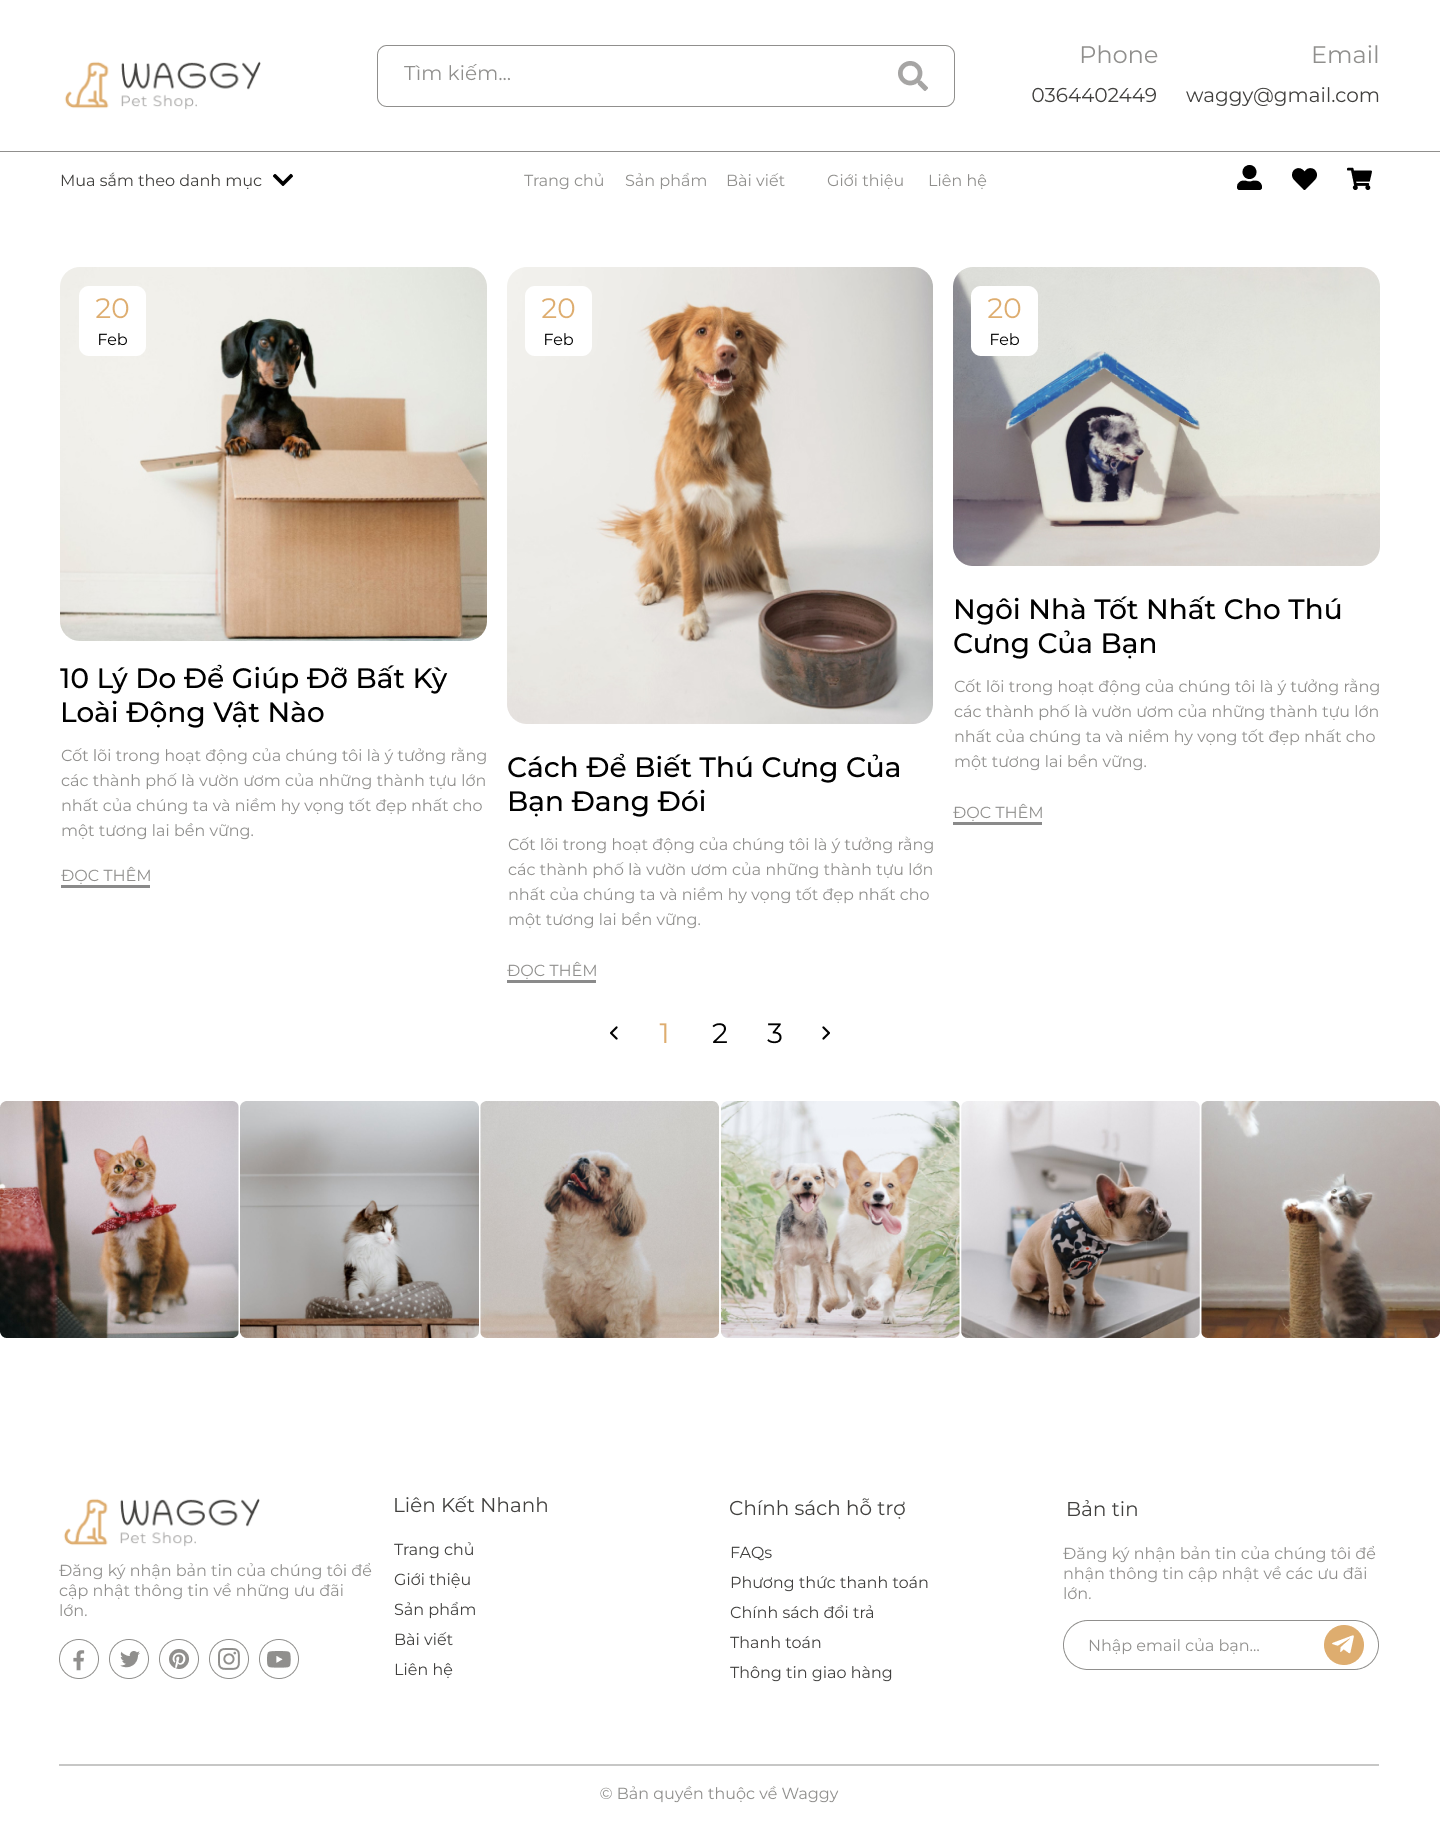 WAGGY
Pet Shop.
Tìm kiếm...
Phone
0364402449
Email
waggy@gmail.com
Mua sắm theo danh mục
Trang chủ
Sản phẩm
Bài viết
Giới thiệu
Liên hệ
20
Feb
10 Lý Do Để Giúp Đỡ Bất Kỳ
Loài Động Vật Nào
Cốt lõi trong hoạt động của chúng tôi là ý tưởng rằng
các thành phố là vườn ươm của những thành tựu lớn
nhất của chúng ta và niềm hy vọng tốt đẹp nhất cho
một tương lai bền vững.
ĐỌC THÊM
20
Feb
Cách Để Biết Thú Cưng Của
Bạn Đang Đói
Cốt lõi trong hoạt động của chúng tôi là ý tưởng rằng
các thành phố là vườn ươm của những thành tựu lớn
nhất của chúng ta và niềm hy vọng tốt đẹp nhất cho
một tương lai bền vững.
ĐỌC THÊM
20
Feb
Ngôi Nhà Tốt Nhất Cho Thú
Cưng Của Bạn
Cốt lõi trong hoạt động của chúng tôi là ý tưởng rằng
các thành phố là vườn ươm của những thành tựu lớn
nhất của chúng ta và niềm hy vọng tốt đẹp nhất cho
một tương lai bền vững.
ĐỌC THÊM
1 2 3
WAGGY
Pet Shop.
Đăng ký nhận bản tin của chúng tôi để
cập nhật thông tin về những ưu đãi
lớn.
Liên Kết Nhanh
Trang chủ
Giới thiệu
Sản phẩm
Bài viết
Liên hệ
Chính sách hỗ trợ
FAQs
Phương thức thanh toán
Chính sách đổi trả
Thanh toán
Thông tin giao hàng
Bản tin
Đăng ký nhận bản tin của chúng tôi để
nhận thông tin cập nhật về các ưu đãi
lớn.
Nhập email của bạn...
© Bản quyền thuộc về Waggy